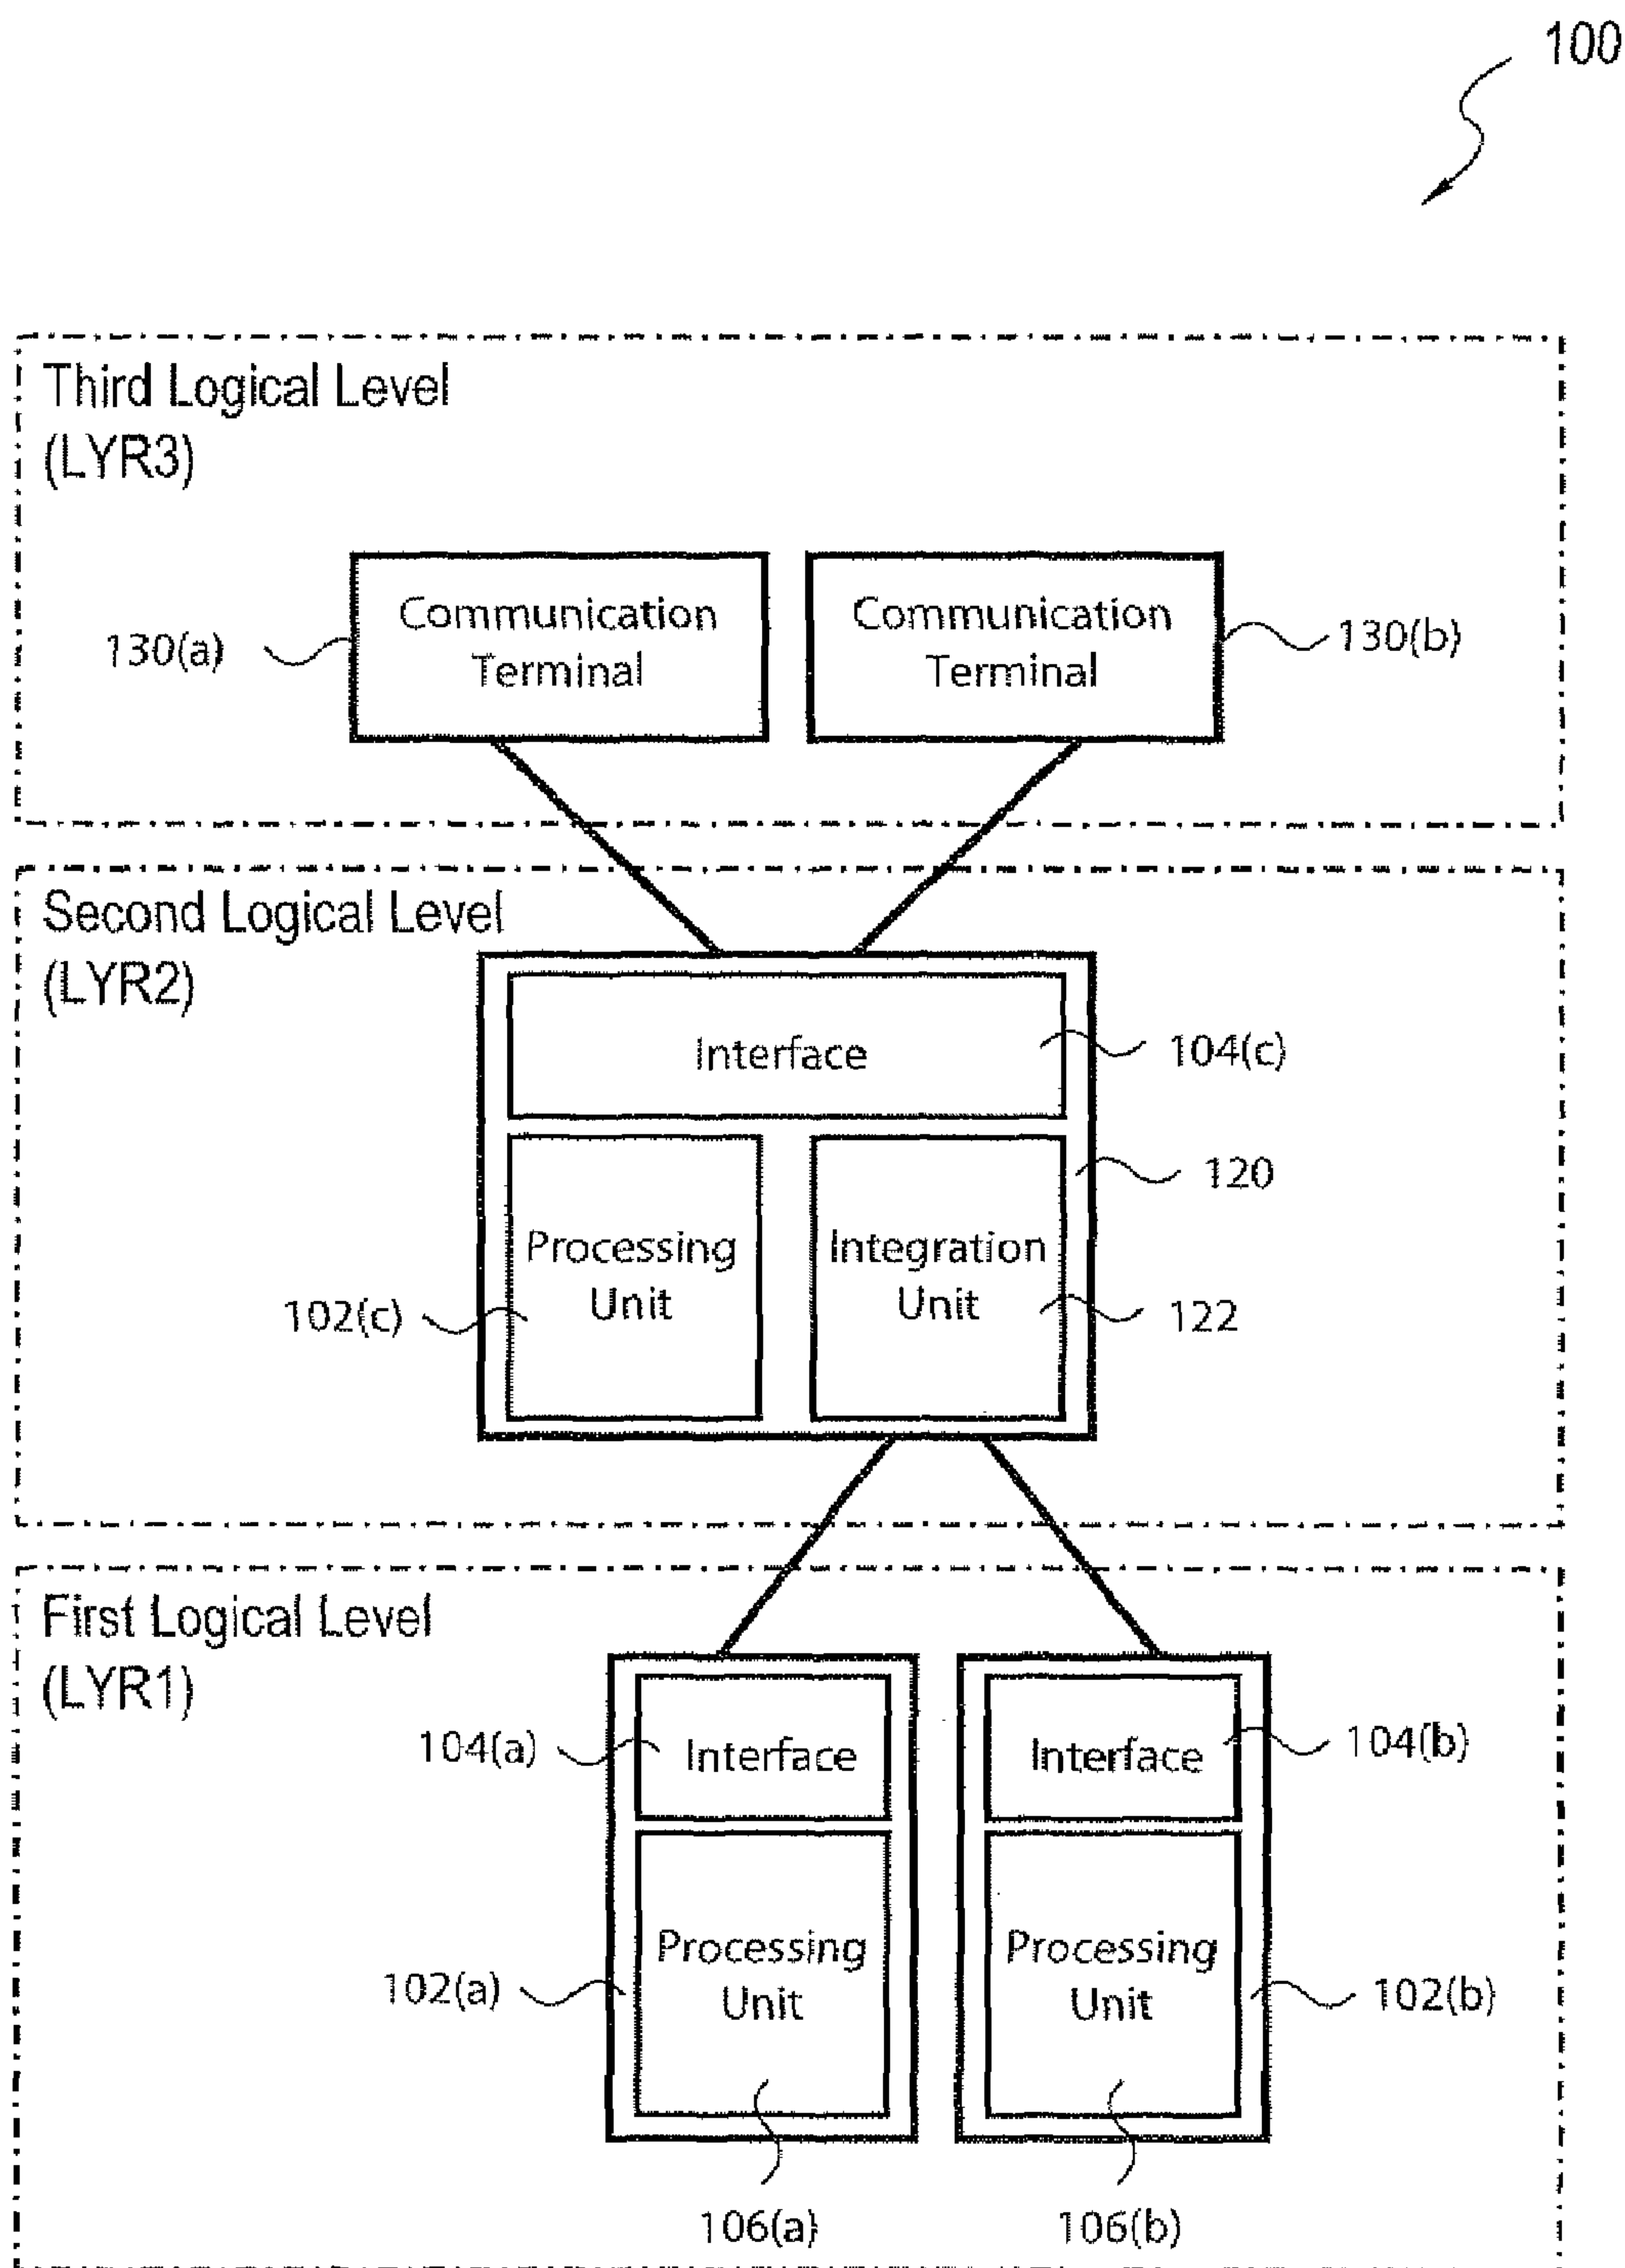 100
Third Logical Level
(LYR3)
Communication
Terminal
Communication
Terminal
130(a)
130(b)
Second Logical Level
(LYR2)
Interface
104(c)
120
Processing
Unit
Integration
Unit
102(c)
122
First Logical Level
(LYR1)
104(a)
Interface
Interface
104(b)
Processing
Unit
Processing
Unit
102(a)
102(b)
106(a)
106(b)